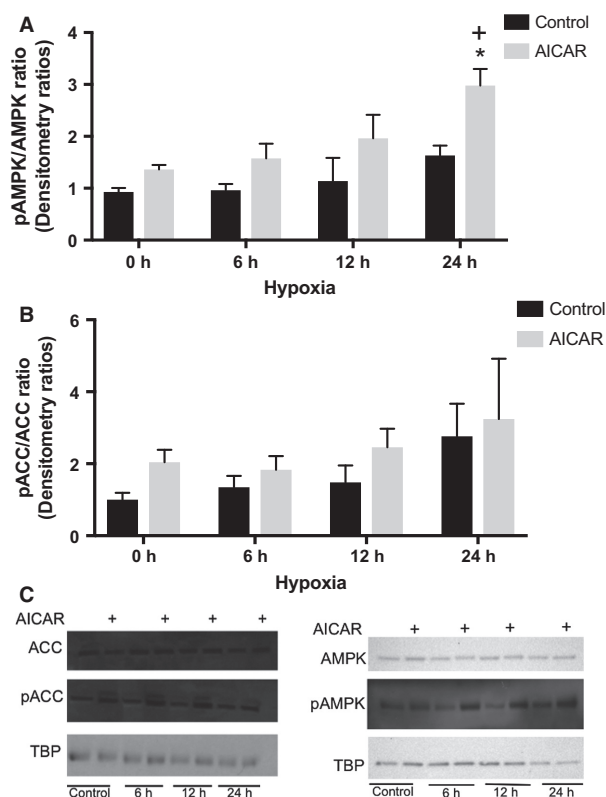 A
Control
AICAR
pAMPK/AMPK ratio
(Densitometry ratios)
4
3
2
1
0
+
*
0 h 6 h 12 h 24 h
Hypoxia
B
Control
AICAR
pACC/ACC ratio
(Densitometry ratios)
6
4
2
0
0 h 6 h 12 h 24 h
Hypoxia
C
AICAR + + + +
ACC
pACC
TBP
Control 6 h 12 h 24 h
AICAR + + + +
AMPK
pAMPK
TBP
Control 6 h 12 h 24 h